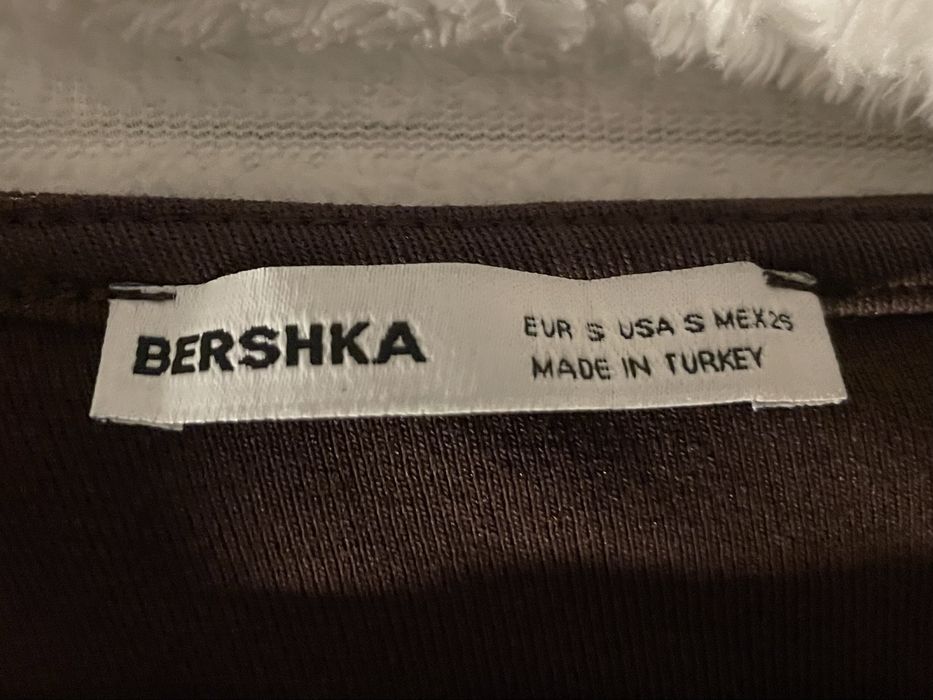 BERSHKA
EUR S USA S MEX 26
MADE IN TURKEY